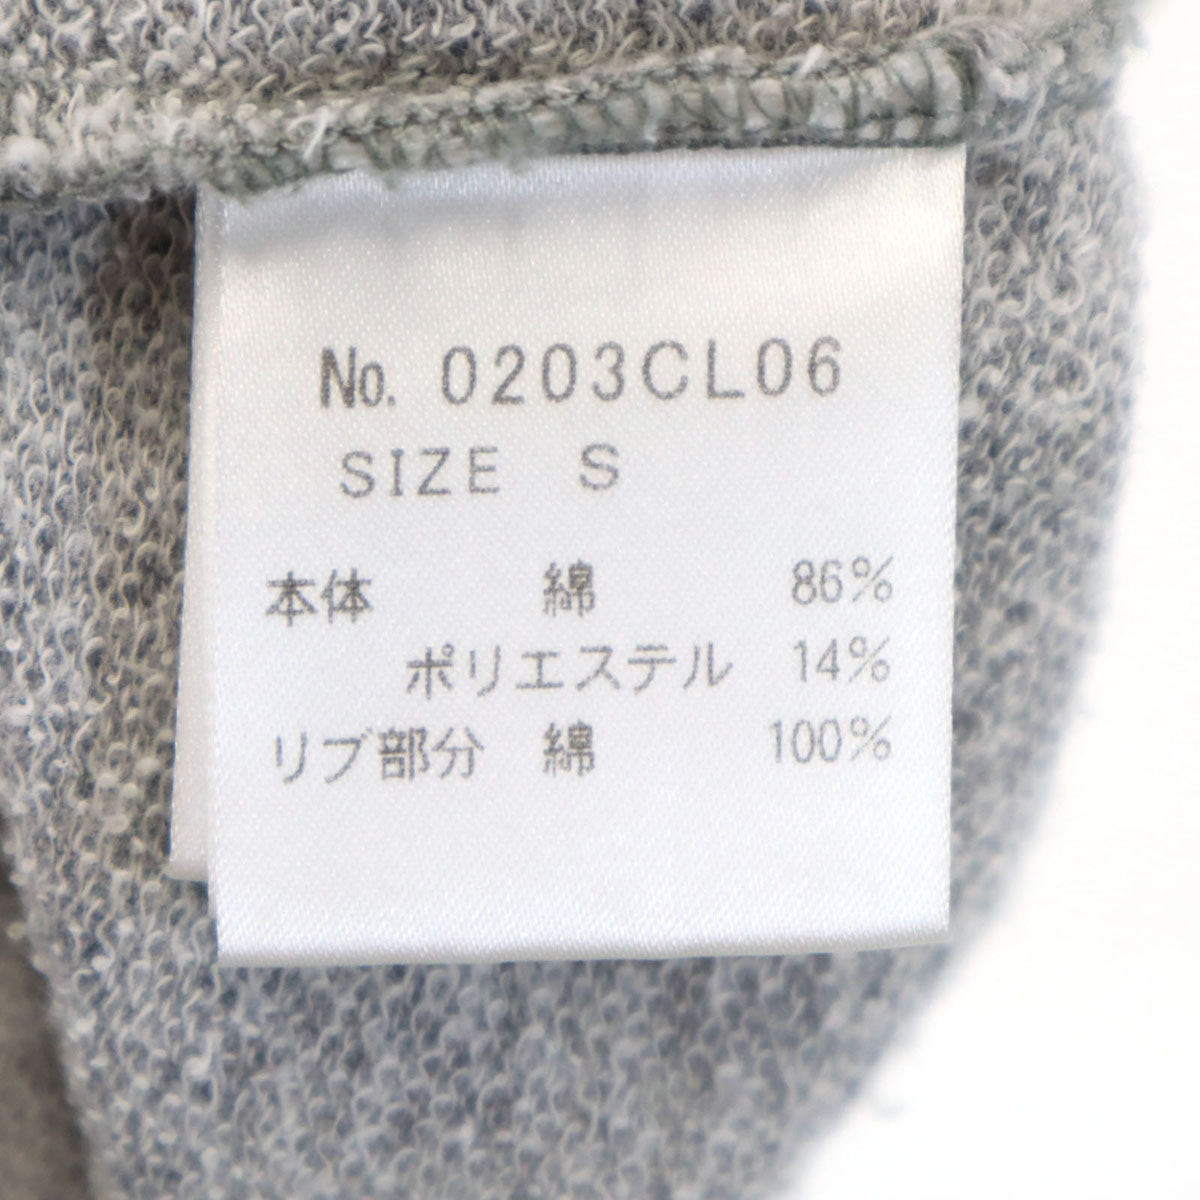 No. 0203CL06
SIZE S
本体 綿 86%
ポリエステル 14%
リブ部分 綿 100%